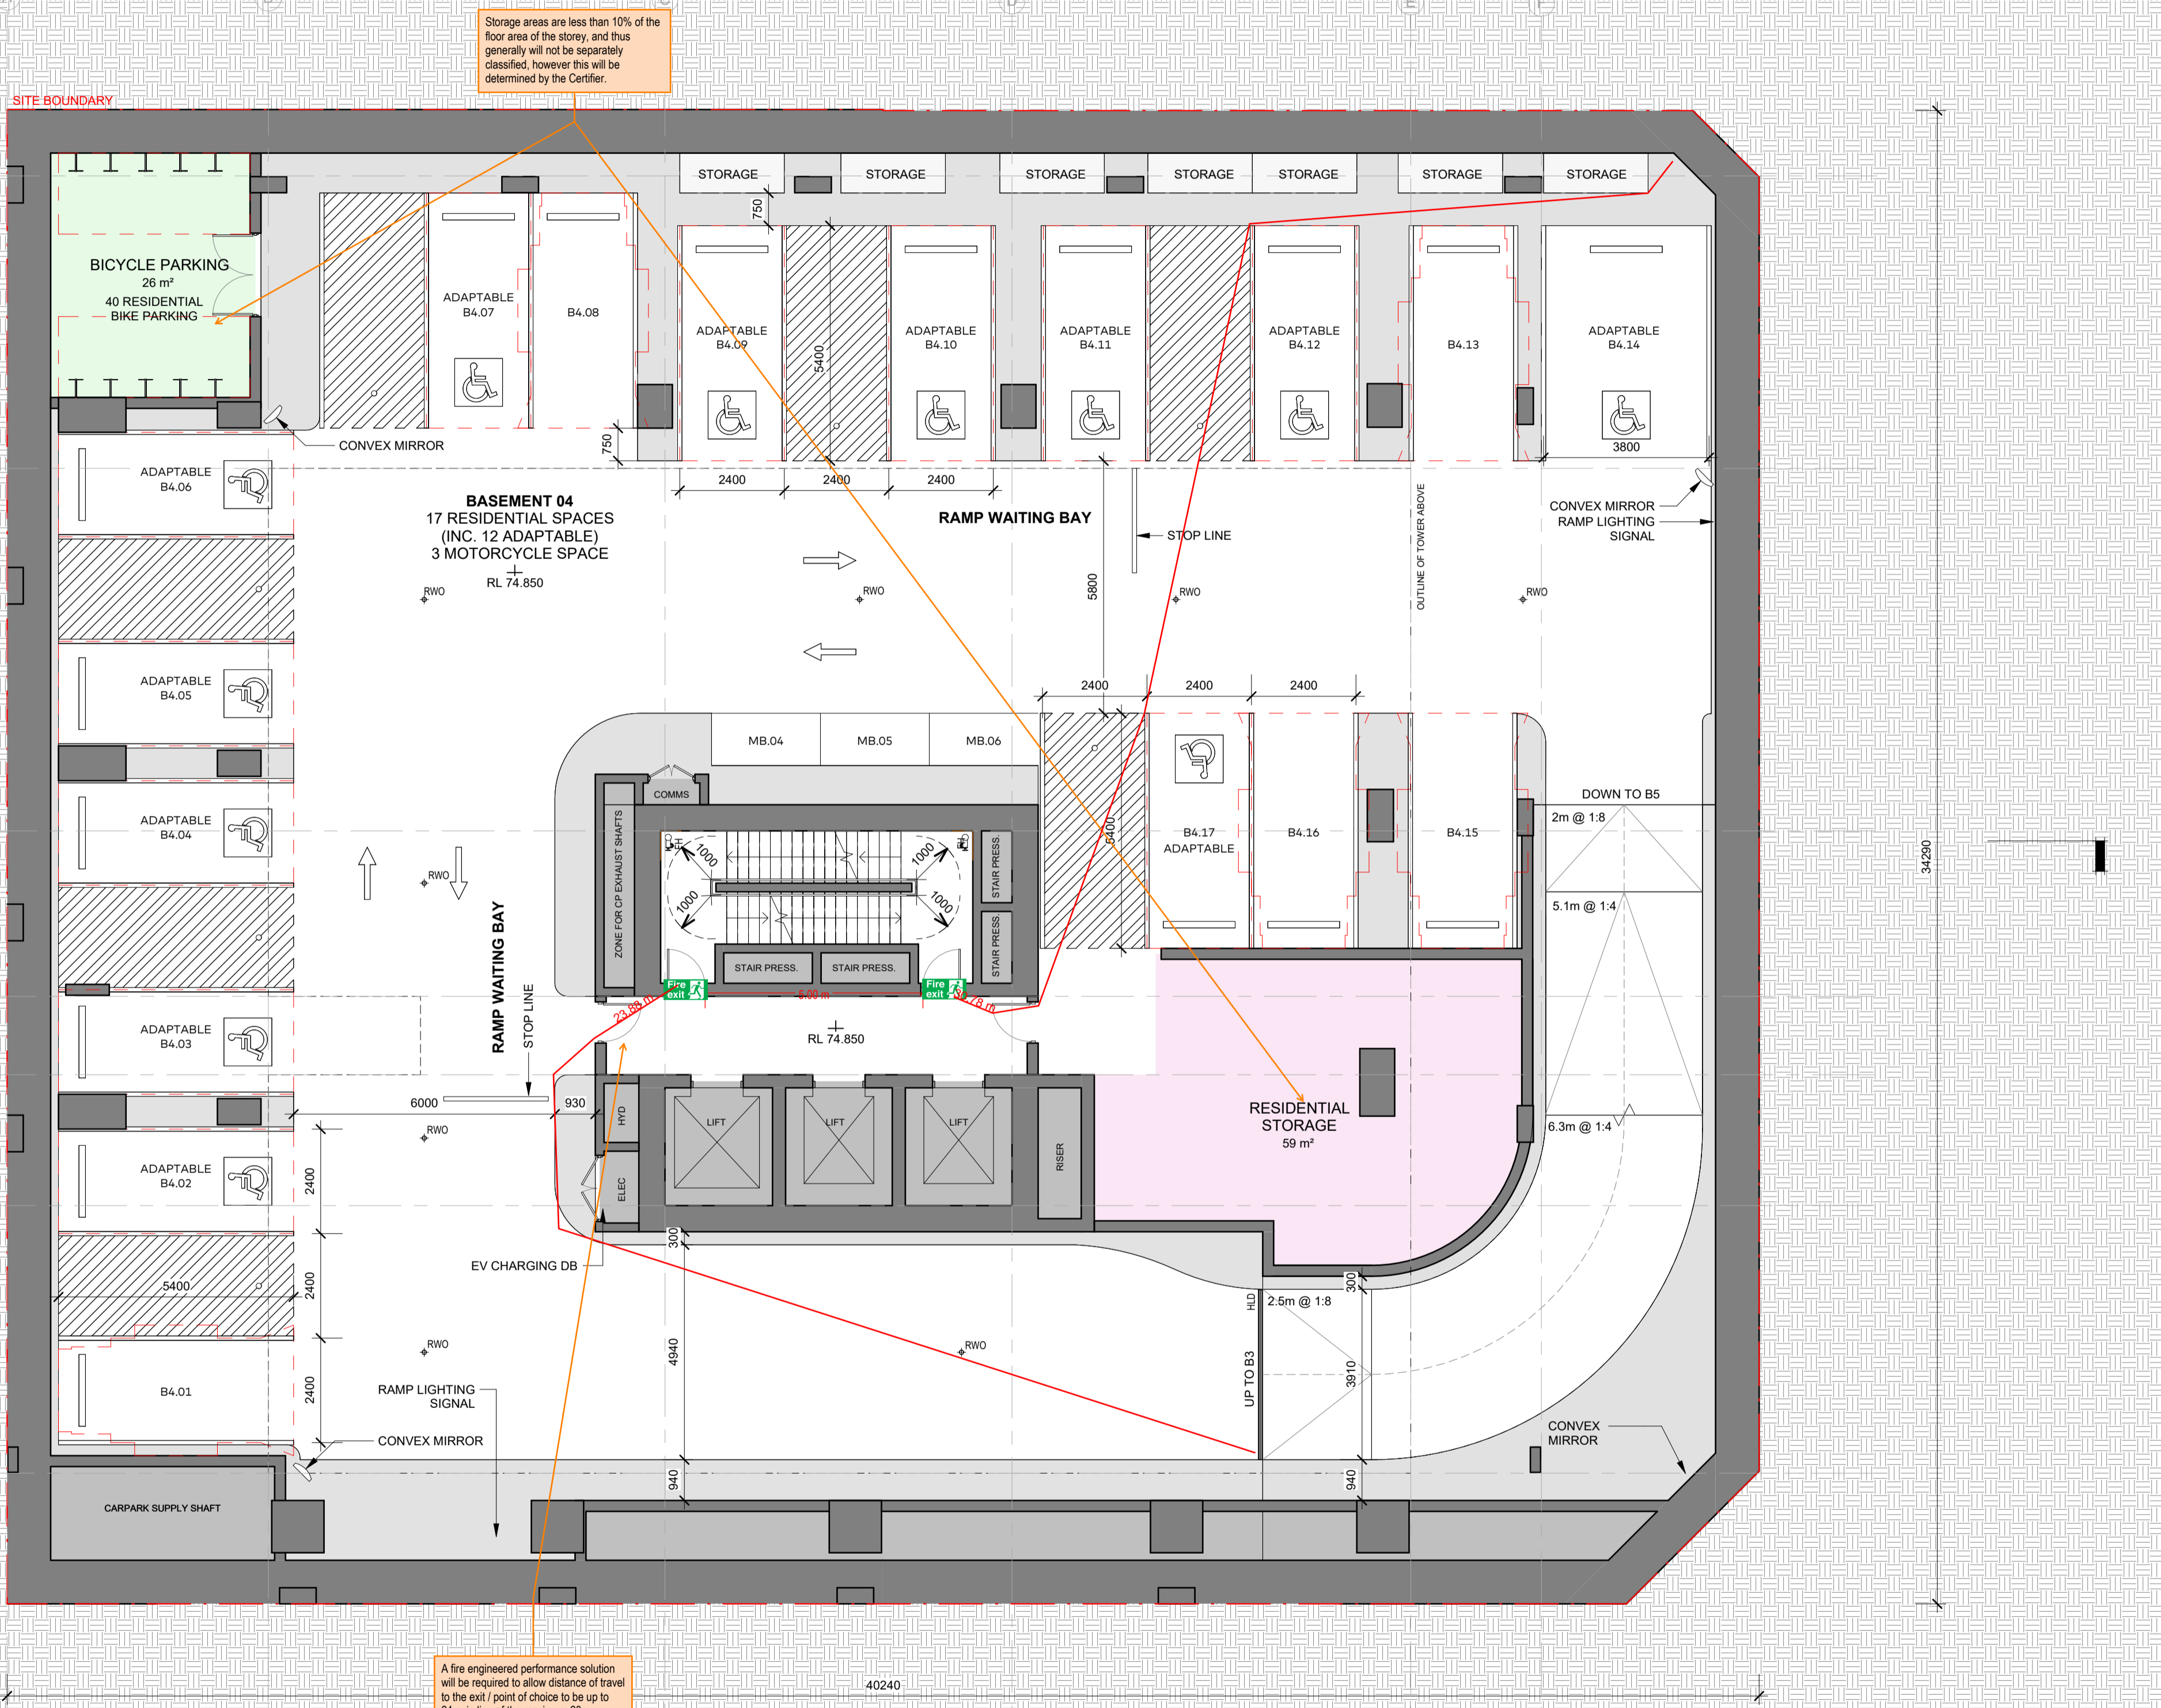 Storage areas are less than 10% of the
floor area of the storey, and thus
generally will not be separately
classified, however this will be
determined by the Certifier.
SITE BOUNDARY
STORAGE
STORAGE
STORAGE
STORAGE
STORAGE
STORAGE
STORAGE
750
BICYCLE PARKING
26 m²
40 RESIDENTIAL
BIKE PARKING
ADAPTABLE
B4.07
B4.08
ADAPTABLE
B4.09
5400
ADAPTABLE
B4.10
ADAPTABLE
B4.11
ADAPTABLE
B4.12
B4.13
ADAPTABLE
B4.14
CONVEX MIRROR
750
3800
ADAPTABLE
B4.06
2400
2400
2400
BASEMENT 04
17 RESIDENTIAL SPACES
(INC. 12 ADAPTABLE)
3 MOTORCYCLE SPACE
RL 74.850
RAMP WAITING BAY
STOP LINE
OUTLINE OF TOWER ABOVE
CONVEX MIRROR
RAMP LIGHTING
SIGNAL
5800
RWO
RWO
RWO
RWO
ADAPTABLE
B4.05
2400
2400
2400
MB.04
MB.05
MB.06
COMMS
DOWN TO B5
2m @ 1:8
ADAPTABLE
B4.04
ZONE FOR CP EXHAUST SHAFTS
FH
1000
1000
1000
1000
FH
STAIR PRESS.
STAIR PRESS.
5400
B4.17
ADAPTABLE
B4.16
B4.15
34290
RWO
5.1m @ 1:4
RAMP WAITING BAY
STOP LINE
STAIR PRESS.
STAIR PRESS.
Fire
exit
Fire
exit
23.88 m
5.00 m
RL 74.850
ADAPTABLE
B4.03
6000
930
HYD
LIFT
LIFT
LIFT
RISER
RESIDENTIAL
STORAGE
59 m²
6.3m @ 1:4
RWO
ADAPTABLE
B4.02
2400
ELEC
300
EV CHARGING DB
5400
2400
300
HLD
2.5m @ 1:8
RWO
RWO
4940
UP TO B3
3910
B4.01
2400
RAMP LIGHTING
SIGNAL
CONVEX MIRROR
CONVEX
MIRROR
940
940
CARPARK SUPPLY SHAFT
A fire engineered performance solution
will be required to allow distance of travel
to the exit / point of choice to be up to
40240